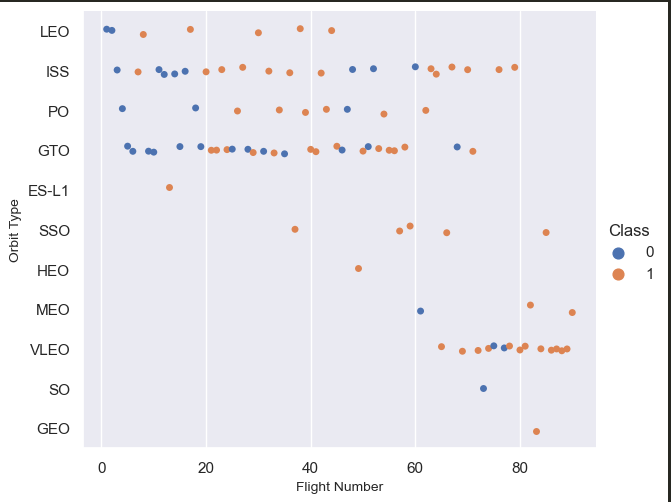 LEO
ISS
PO
GTO
ES-L1
SSO
HEO
MEO
VLEO
SO
GEO
Orbit Type
0 20 40 60 80
Flight Number
Class
0
1